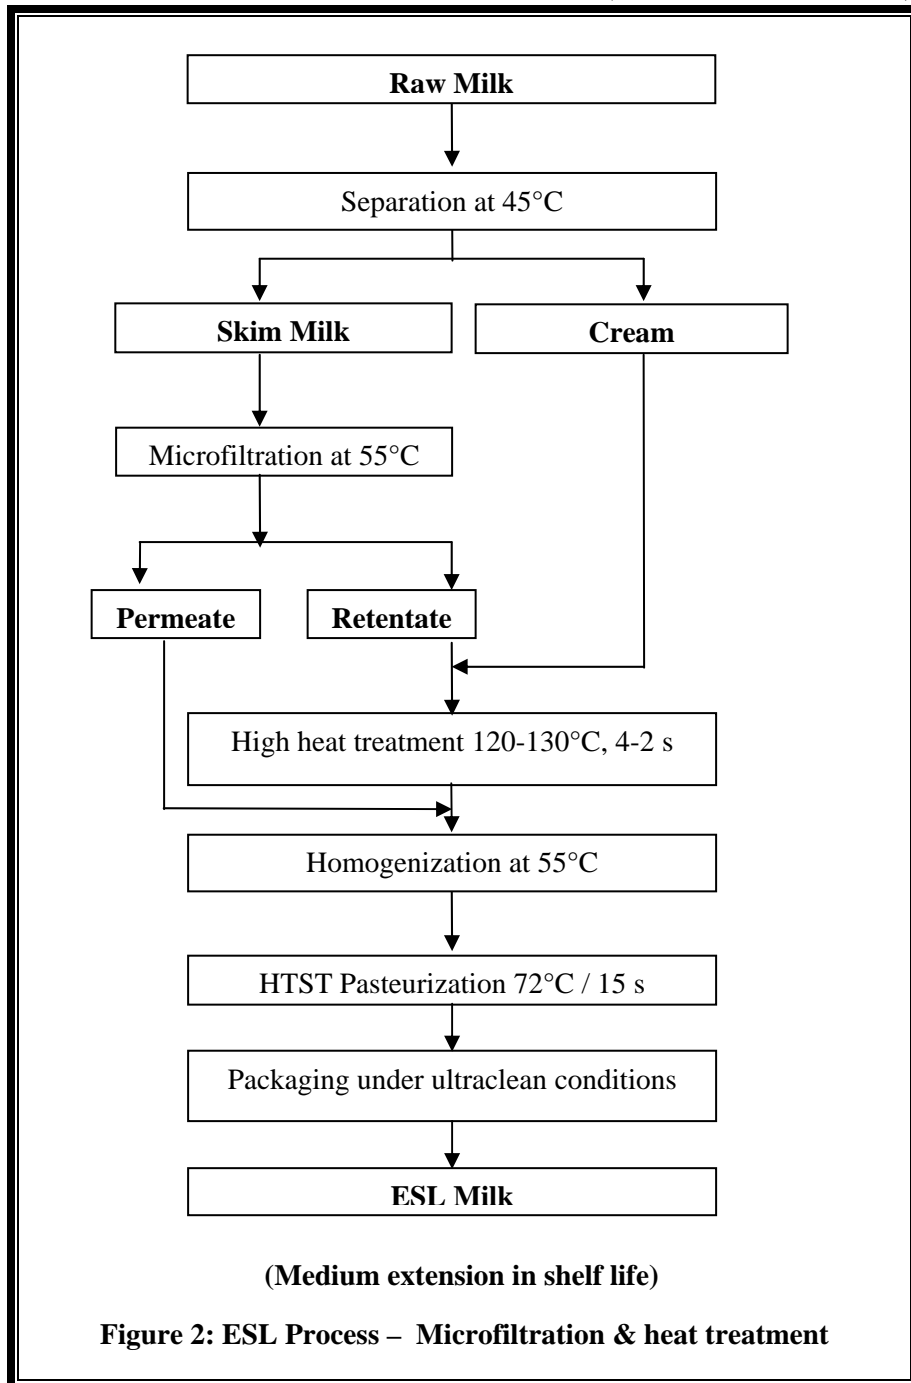 Raw Milk
Separation at 45°C
Skim Milk
Cream
Microfiltration at 55°C
Permeate
Retentate
High heat treatment 120-130°C, 4-2 s
Homogenization at 55°C
HTST Pasteurization 72°C / 15 s
Packaging under ultraclean conditions
ESL Milk
(Medium extension in shelf life)
Figure 2: ESL Process – Microfiltration & heat treatment